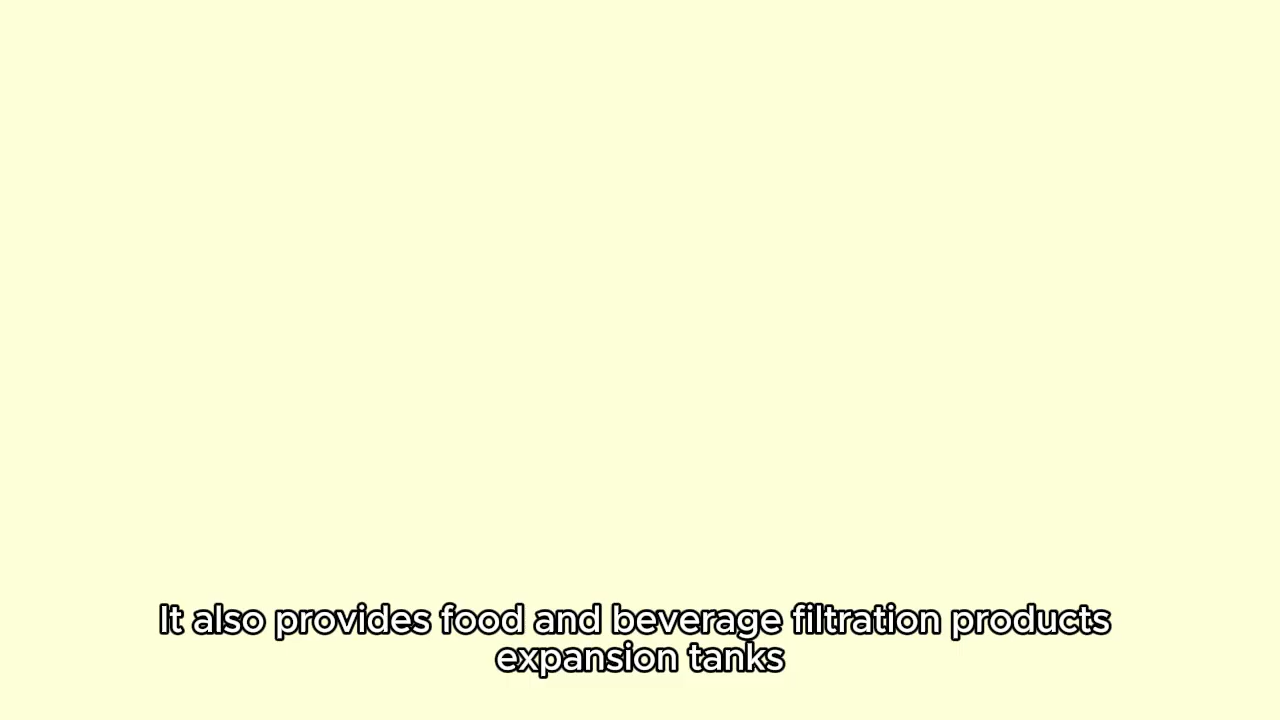 It also provides food and beverage filtration products
expansion tanks